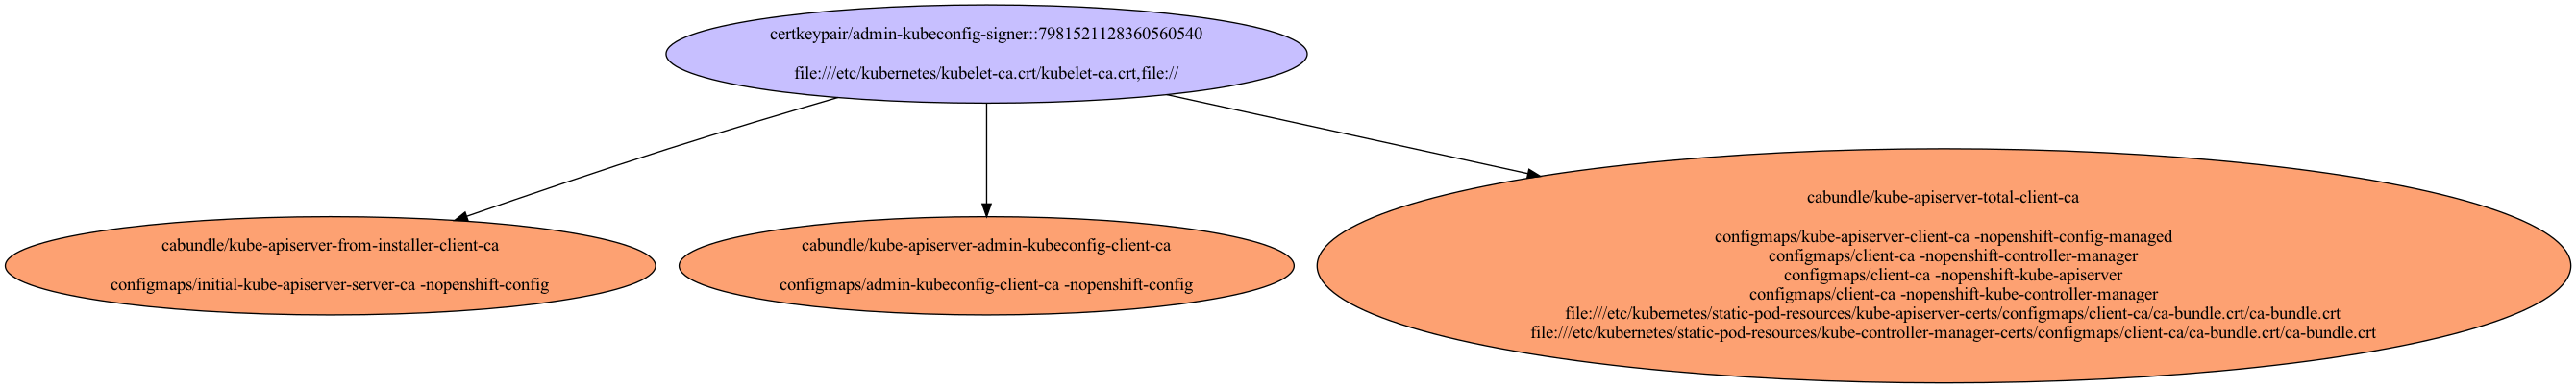 certkeypair/admin-kubeconfig-signer::7981521128360560540
file:///etc/kubernetes/kubelet-ca.crt/kubelet-ca.crt,file://
cabundle/kube-apiserver-from-installer-client-ca
configmaps/initial-kube-apiserver-server-ca -nopenshift-config
cabundle/kube-apiserver-admin-kubeconfig-client-ca
configmaps/admin-kubeconfig-client-ca -nopenshift-config
cabundle/kube-apiserver-total-client-ca
configmaps/kube-apiserver-client-ca -nopenshift-config-managed
configmaps/client-ca -nopenshift-controller-manager
configmaps/client-ca -nopenshift-kube-apiserver
configmaps/client-ca -nopenshift-kube-controller-manager
file:///etc/kubernetes/static-pod-resources/kube-apiserver-certs/configmaps/client-ca/ca-bundle.crt/ca-bundle.crt
file:///etc/kubernetes/static-pod-resources/kube-controller-manager-certs/configmaps/client-ca/ca-bundle.crt/ca-bundle.crt